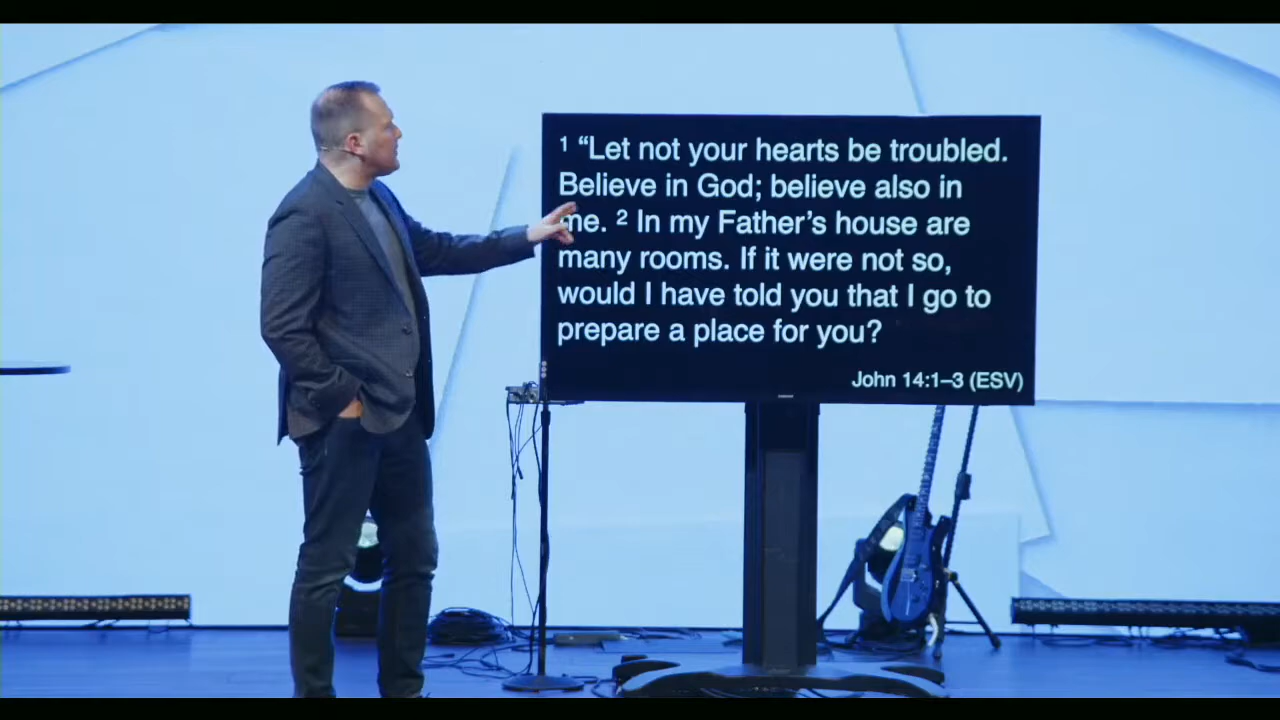 ¹ “Let not your hearts be troubled.
Believe in God; believe also in
me. ² In my Father’s house are
many rooms. If it were not so,
would I have told you that I go to
prepare a place for you?
John 14:1–3 (ESV)